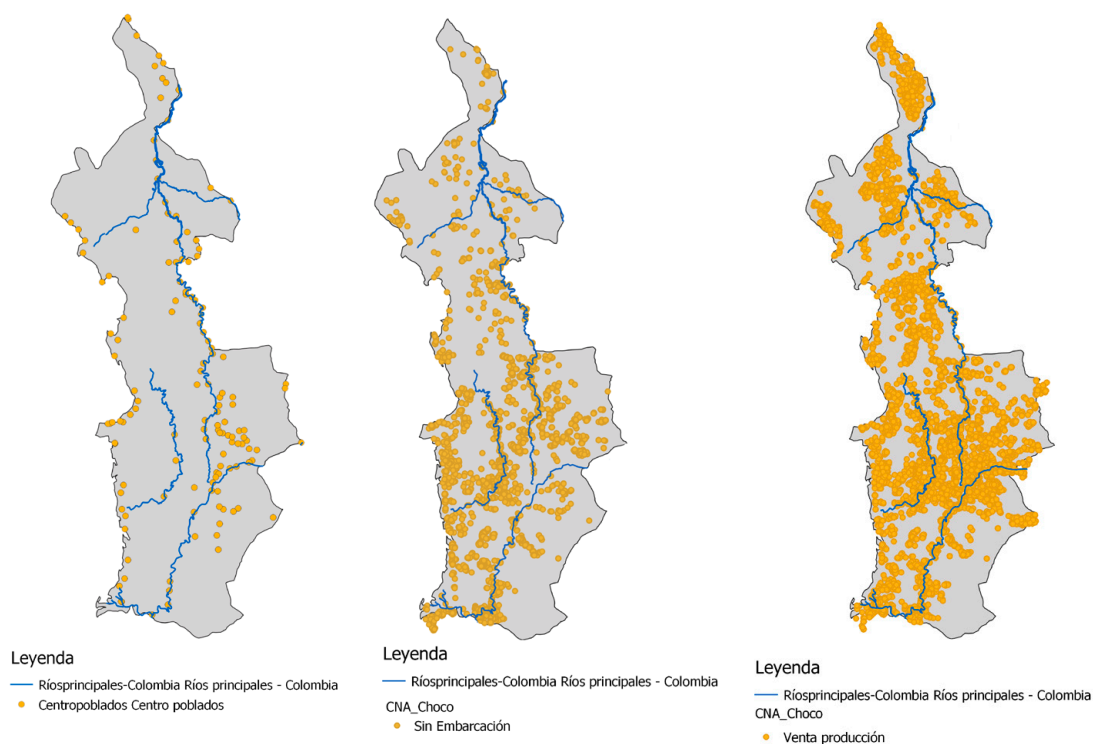 Leyenda
Ríosprincipales-Colombia Ríos principales - Colombia
Centropoblados Centro poblados
Leyenda
Ríosprincipales-Colombia Ríos principales - Colombia
CNA_Choco
Sin Embarcación
Leyenda
Ríosprincipales-Colombia Ríos principales - Colombia
CNA_Choco
Venta producción